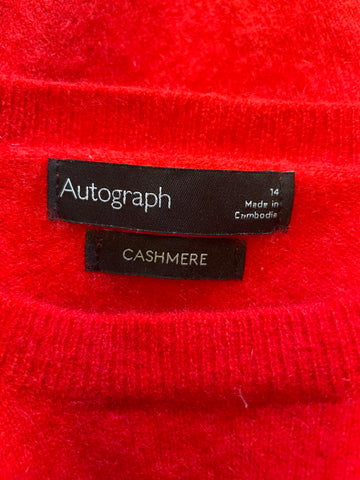 Autograph
14
Made in
Cambodia
CASHMERE